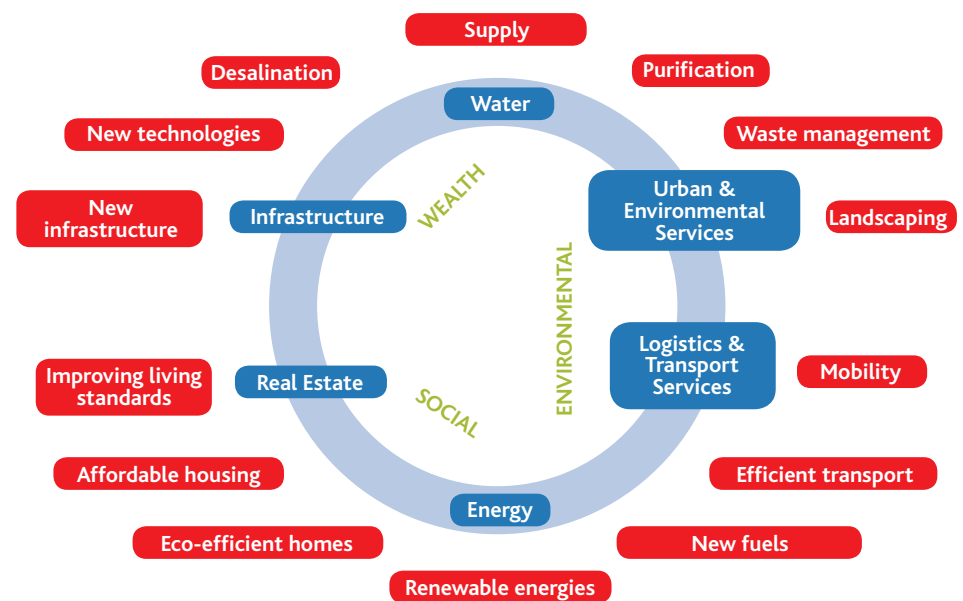 Supply
Desalination
Purification
Water
New technologies
Waste management
WEALTH
New
infrastructure
Infrastructure
Urban &
Environmental
Services
Landscaping
ENVIRONMENTAL
Improving living
standards
Real Estate
SOCIAL
Logistics &
Transport
Services
Mobility
Affordable housing
Efficient transport
Energy
Eco-efficient homes
New fuels
Renewable energies